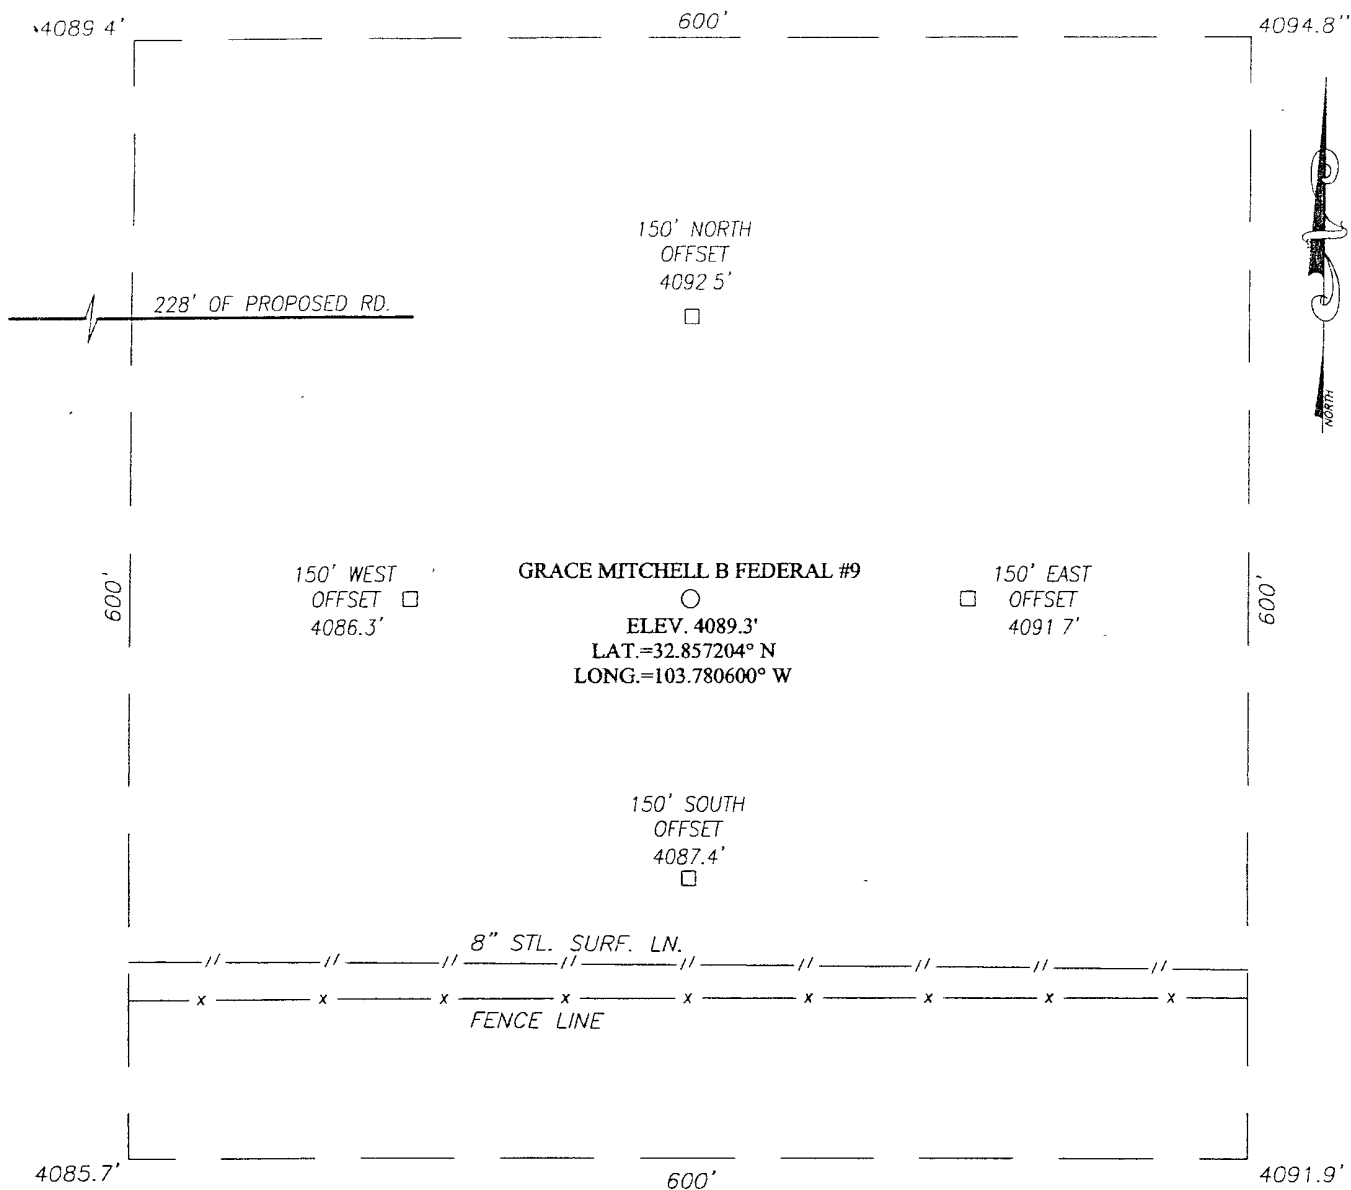 4089 4'
600'
4094.8"
150' NORTH
OFFSET
4092 5'
228' OF PROPOSED RD.
NORTH
600'
150' WEST
OFFSET
4086.3'
GRACE MITCHELL B FEDERAL #9
ELEV. 4089.3'
LAT.=32.857204° N
LONG.=103.780600° W
150' EAST
OFFSET
4091 7'
600'
150' SOUTH
OFFSET
4087.4'
8" STL. SURF. LN.
FENCE LINE
4085.7'
600'
4091.9'